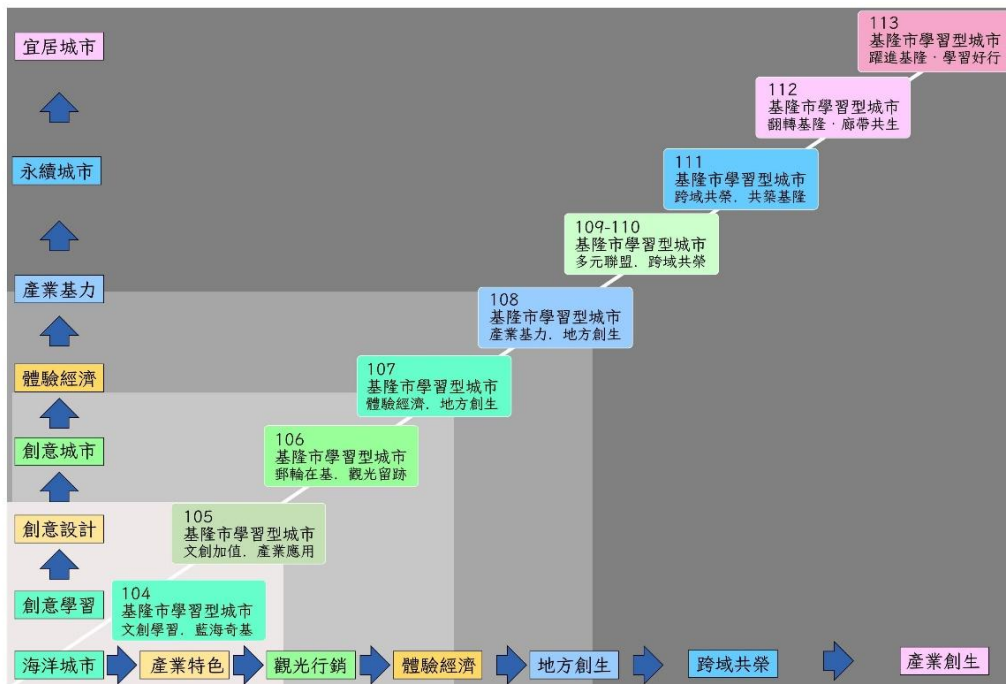 宜居城市
永續城市
產業基力
體驗經濟
創意城市
創意設計
創意學習
113
基隆市學習型城市
躍進基隆．學習好行
112
基隆市學習型城市
翻轉基隆．廊帶共生
111
基隆市學習型城市
跨域共榮．共築基隆
109-110
基隆市學習型城市
多元聯盟．跨域共榮
108
基隆市學習型城市
產業基力．地方創生
107
基隆市學習型城市
體驗經濟．地方創生
106
基隆市學習型城市
郵輪在基．觀光留跡
105
基隆市學習型城市
文創加值．產業應用
104
基隆市學習型城市
文創學習．藍海奇基
海洋城市
產業特色
觀光行銷
體驗經濟
地方創生
跨域共榮
產業創生